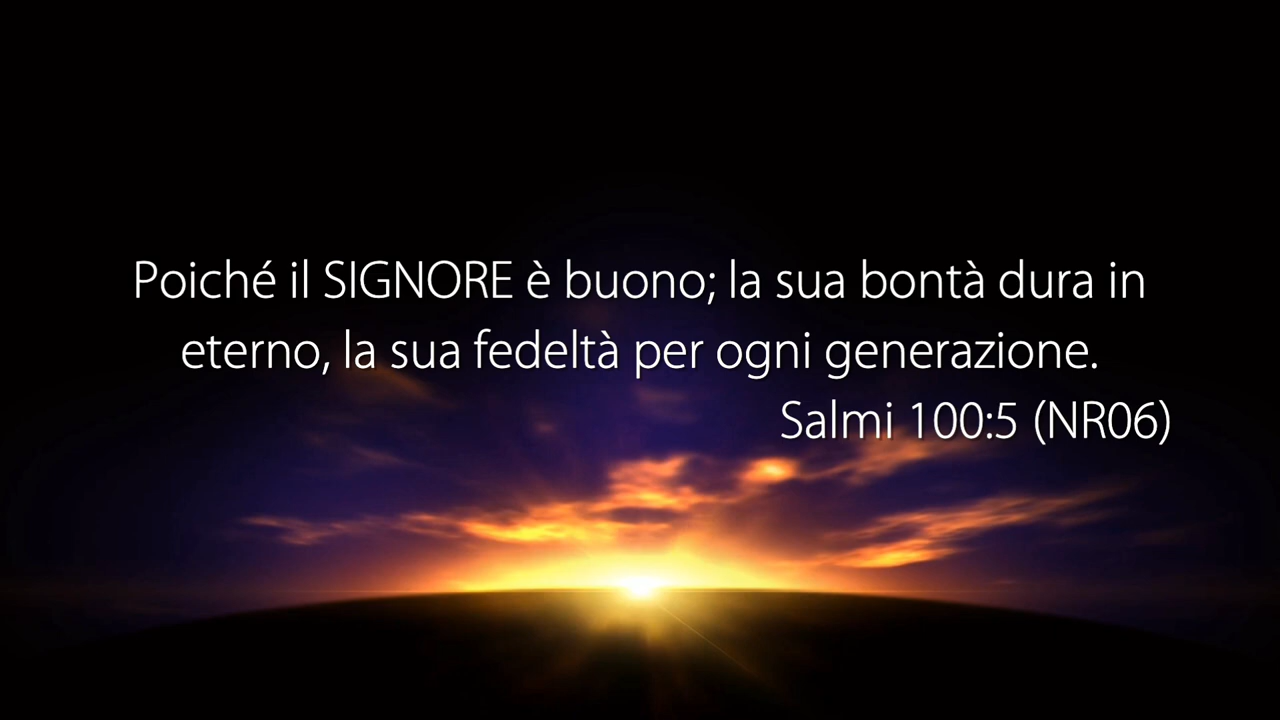 Poiché il SIGNORE è buono; la sua bontà dura in
eterno, la sua fedeltà per ogni generazione.
Salmi 100:5 (NR06)